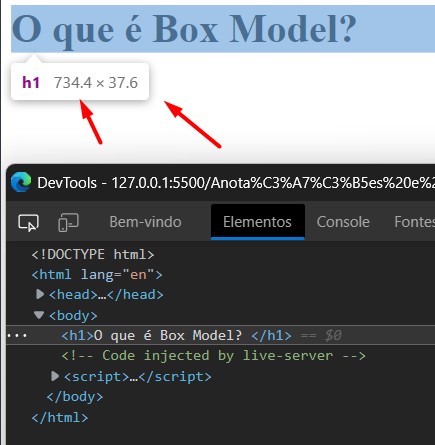 O que é Box Model?
h1 734.4 × 37.6
DevTools - 127.0.0.1:5500/Anota%C3%A7%C3%B5es%20e%2
Bem-vindo Elementos Console Fontes
<!DOCTYPE html>
<html lang="en">
<head>…</head>
<body>
<h1>O que é Box Model? </h1> == $0
<!-- Code injected by live-server -->
<script>…</script>
</body>
</html>